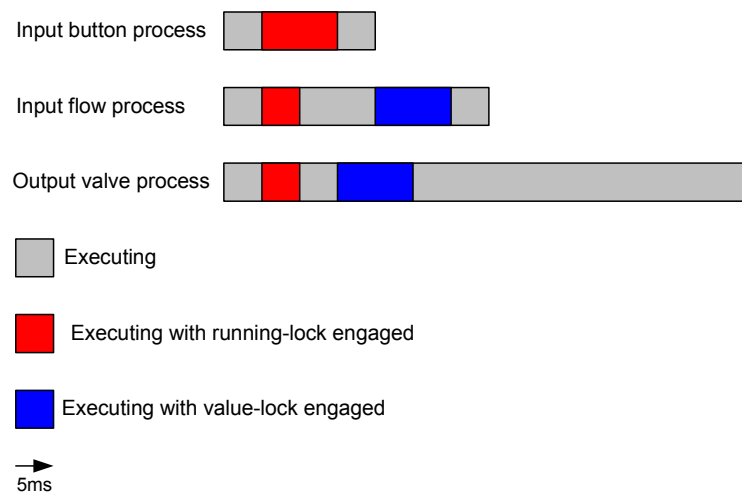 Input button process
Input flow process
Output valve process
Executing
Executing with running-lock engaged
Executing with value-lock engaged
5ms